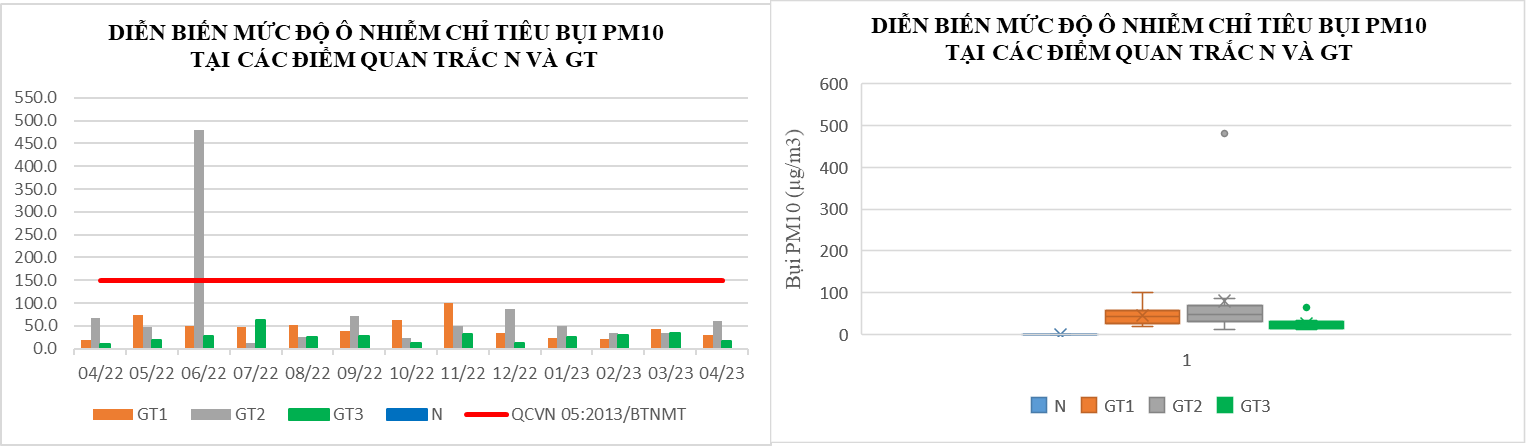 DIỄN BIẾN MỨC ĐỘ Ô NHIỄM CHỈ TIÊU BỤI PM10
TẠI CÁC ĐIỂM QUAN TRẮC N VÀ GT
550.0
500.0
450.0
400.0
350.0
300.0
250.0
200.0
150.0
100.0
50.0
0.0
04/22 05/22 06/22 07/22 08/22 09/22 10/22 11/22 12/22 01/23 02/23 03/23 04/23
GT1 GT2 GT3 N QCVN 05:2013/BTNMT
DIỄN BIẾN MỨC ĐỘ Ô NHIỄM CHỈ TIÊU BỤI PM10
TẠI CÁC ĐIỂM QUAN TRẮC N VÀ GT
Bụi PM10 (µg/m3)
600
500
400
300
200
100
0
1
N GT1 GT2 GT3